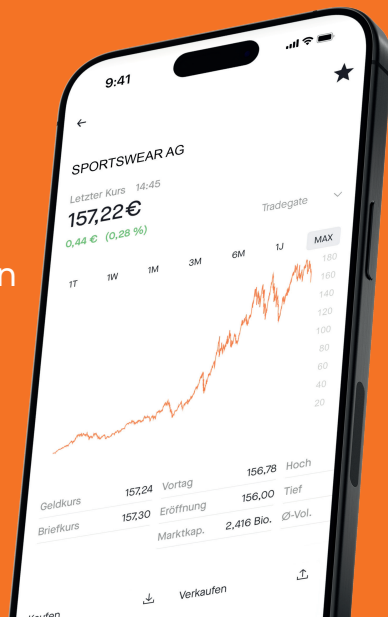 n
9:41
SPORTSWEAR AG
Letzter Kurs 14:45
157,22 €
0,44 € (0,28 %)
Tradegate
1T 1W 1M 3M 6M 1J MAX
180
160
140
120
100
80
60
40
20
Geldkurs 157,24 Vortag 156,78 Hoch
Briefkurs 157,30 Eröffnung 156,00 Tief
Marktkap. 2,416 Bio. Ø-Vol.
Kaufen Verkaufen